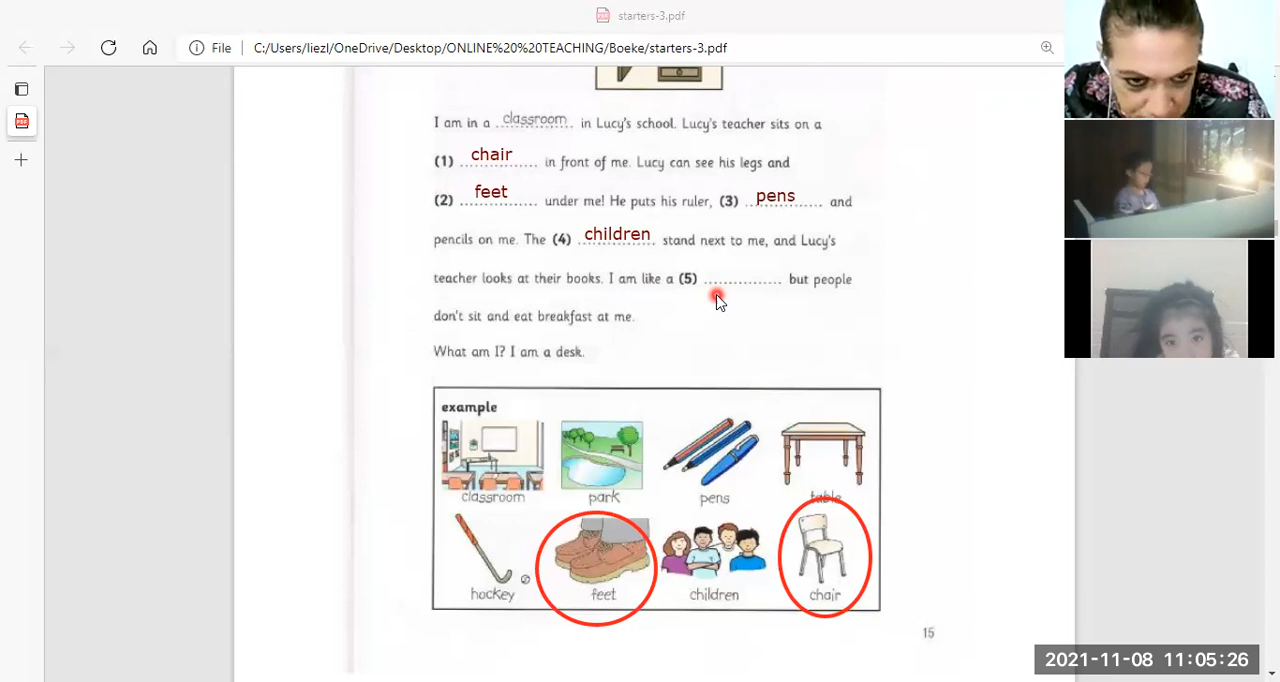 starters-3.pdf
File C:/Users/liezl/OneDrive/Desktop/ONLINE%20%20TEACHING/Boeke/starters-3.pdf
I am in a classroom in Lucy's school. Lucy's teacher sits on a
(1) chair in front of me. Lucy can see his legs and
(2) feet under me! He puts his ruler, (3) pens and
pencils on me. The (4) children stand next to me, and Lucy's
teacher looks at their books. I am like a (5) .............. but people
don't sit and eat breakfast at me.
What am I? I am a desk.
example
classroom park pens table
hockey feet children chair
15
2021-11-08 11:05:26